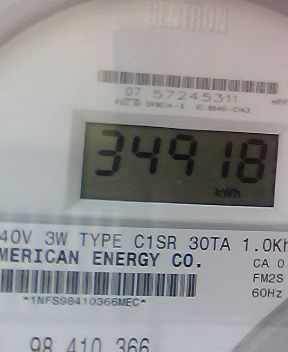 CENTRON
07 57245311
34918
kWh
40V 3W TYPE C1SR 30TA 1.0Kh
MERICAN ENERGY CO.
CA 0
FM2S
*1NFS98410366MEC*
60Hz
98 410 366